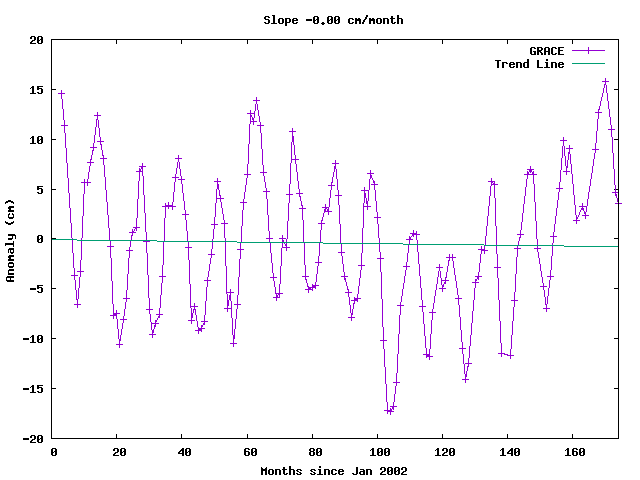 Slope -0.00 cm/month
GRACE
Trend Line
20
15
10
5
0
-5
-10
-15
-20
Anomaly (cm)
0 20 40 60 80 100 120 140 160
Months since Jan 2002